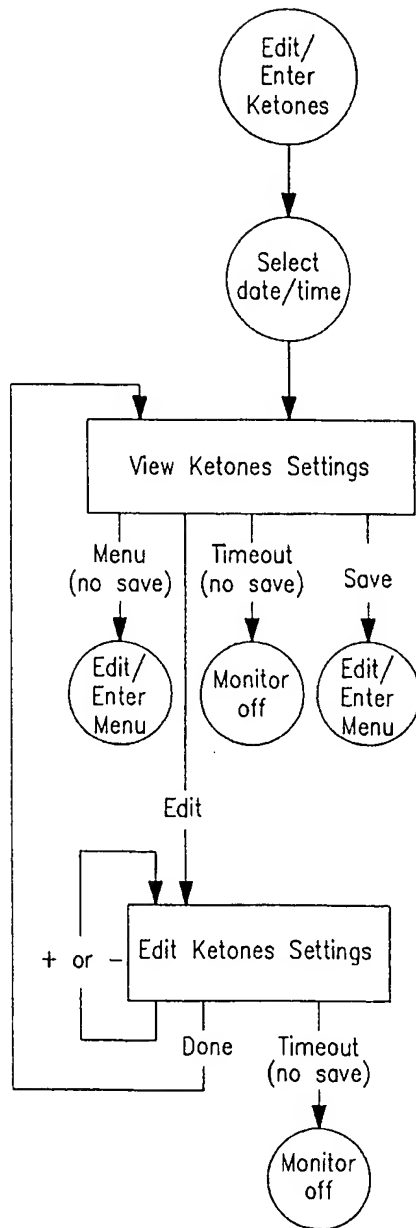 Edit/
Enter
Ketones
Select
date/time
View Ketones Settings
Menu
(no save)
Timeout
(no save)
Save
Edit/
Enter
Menu
Monitor
off
Edit/
Enter
Menu
Edit
+ or -
Edit Ketones Settings
Done
Timeout
(no save)
Monitor
off